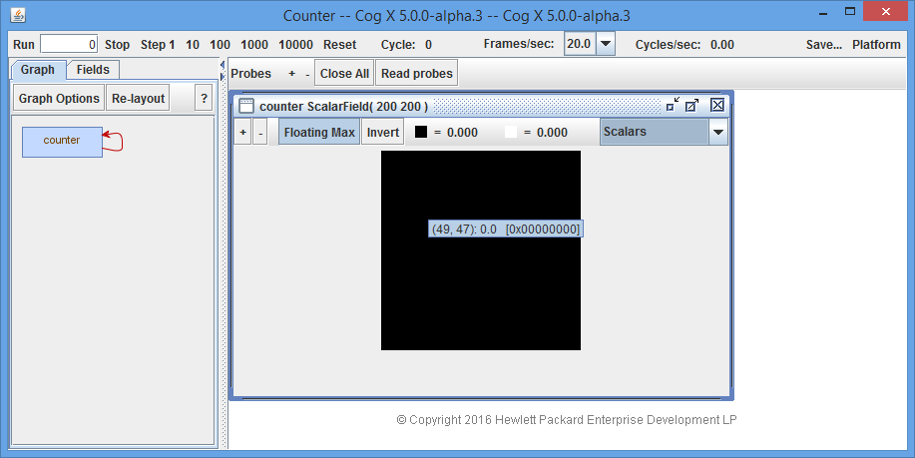 Counter -- Cog X 5.0.0-alpha.3 -- Cog X 5.0.0-alpha.3
Run 0 Stop Step 1 10 100 1000 10000 Reset Cycle: 0 Frames/sec: 20.0 Cycles/sec: 0.00 Save... Platform
Graph Fields
Probes + - Close All Read probes
Graph Options Re-layout ?
counter ScalarField( 200 200 )
+ - Floating Max Invert = 0.000 = 0.000 Scalars
counter
(49, 47): 0.0 [0x00000000]
© Copyright 2016 Hewlett Packard Enterprise Development LP